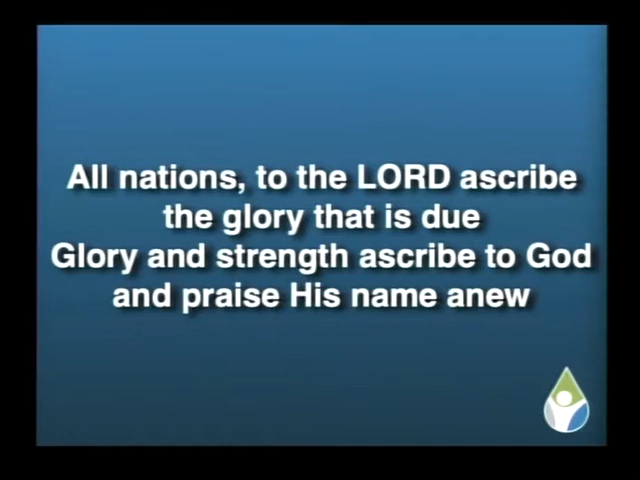 All nations, to the LORD ascribe
the glory that is due
Glory and strength ascribe to God
and praise His name anew